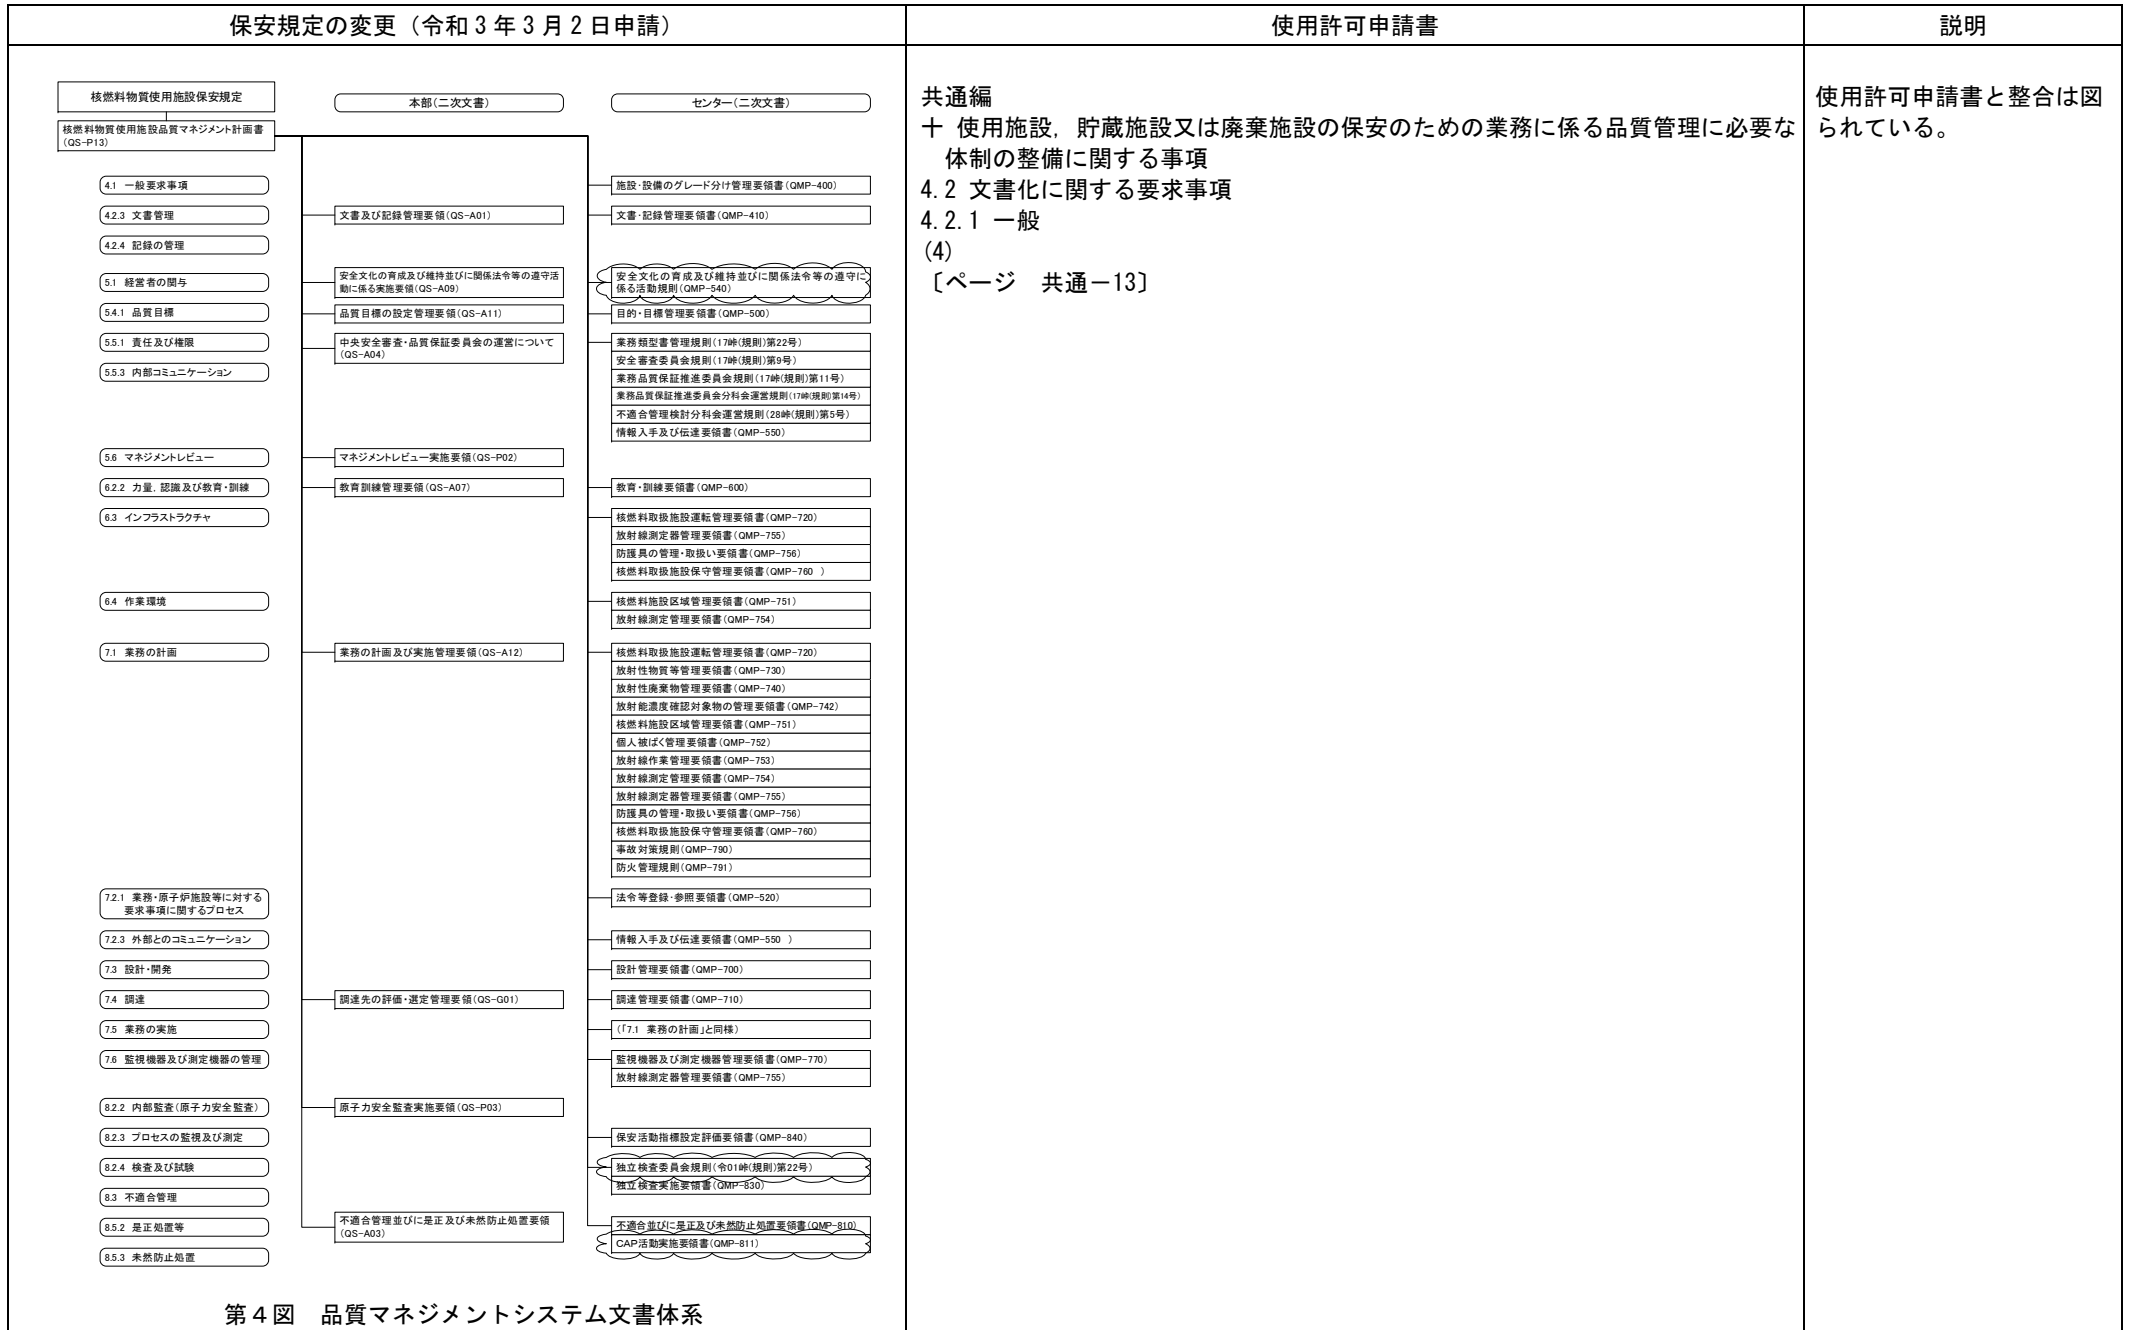 保安規定の変更（令和3年3月2日申請）
使用許可申請書
説明
核燃料物質使用施設保安規定
本部(二次文書)
センター(二次文書)
核燃料物質使用施設品質マネジメント計画書
(QS-P13)
4.1 一般要求事項
施設・設備のグレード分け管理要領書(QMP-400)
4.2.3 文書管理
文書及び記録管理要領(QS-A01)
文書・記録管理要領書(QMP-410)
4.2.4 記録の管理
5.1 経営者の関与
安全文化の育成及び維持並びに関係法令等の遵守活
動に係る実施要領(QS-A09)
安全文化の育成及び維持並びに関係法令等の遵守に
係る活動規則(QMP-540)
5.4.1 品質目標
品質目標の設定管理要領(QS-A11)
目的・目標管理要領書(QMP-500)
5.5.1 責任及び権限
中央安全審査・品質保証委員会の運営について
(QS-A04)
業務類型書管理規則(17峠(規則)第22号)
安全審査委員会規則(17峠(規則)第9号)
5.5.3 内部コミュニケーション
業務品質保証推進委員会規則(17峠(規則)第11号)
業務品質保証推進委員会分科会運営規則(17峠(規則)第14号)
不適合管理検討分科会運営規則(28峠(規則)第5号)
情報入手及び伝達要領書(QMP-550)
5.6 マネジメントレビュー
マネジメントレビュー実施要領(QS-P02)
6.2.2 力量，認識及び教育・訓練
教育訓練管理要領(QS-A07)
教育・訓練要領書(QMP-600)
6.3 インフラストラクチャ
核燃料取扱施設運転管理要領書(QMP-720)
放射線測定器管理要領書(QMP-755)
防護具の管理・取扱い要領書(QMP-756)
核燃料取扱施設保守管理要領書(QMP-760 )
6.4 作業環境
核燃料施設区域管理要領書(QMP-751)
放射線測定管理要領書(QMP-754)
7.1 業務の計画
業務の計画及び実施管理要領(QS-A12)
核燃料取扱施設運転管理要領書(QMP-720)
放射性物質等管理要領書(QMP-730)
放射性廃棄物管理要領書(QMP-740)
放射能濃度確認対象物の管理要領書(QMP-742)
核燃料施設区域管理要領書(QMP-751)
個人被ばく管理要領書(QMP-752)
放射線作業管理要領書(QMP-753)
放射線測定管理要領書(QMP-754)
放射線測定器管理要領書(QMP-755)
防護具の管理・取扱い要領書(QMP-756)
核燃料取扱施設保守管理要領書(QMP-760)
事故対策規則(QMP-790)
防火管理規則(QMP-791)
7.2.1 業務・原子炉施設等に対する
要求事項に関するプロセス
法令等登録・参照要領書(QMP-520)
7.2.3 外部とのコミュニケーション
情報入手及び伝達要領書(QMP-550 )
7.3 設計・開発
設計管理要領書(QMP-700)
7.4 調達
調達先の評価・選定管理要領(QS-G01)
調達管理要領書(QMP-710)
7.5 業務の実施
(｢7.1 業務の計画｣と同様)
7.6 監視機器及び測定機器の管理
監視機器及び測定機器管理要領書(QMP-770)
放射線測定器管理要領書(QMP-755)
8.2.2 内部監査(原子力安全監査)
原子力安全監査実施要領(QS-P03)
8.2.3 プロセスの監視及び測定
保安活動指標設定評価要領書(QMP-840)
8.2.4 検査及び試験
独立検査委員会規則(令01峠(規則)第22号)
独立検査実施要領書(QMP-830)
8.3 不適合管理
8.5.2 是正処置等
不適合管理並びに是正及び未然防止処置要領
(QS-A03)
不適合並びに是正及び未然防止処置要領書(QMP-810)
CAP活動実施要領書(QMP-811)
8.5.3 未然防止処置
第４図　品質マネジメントシステム文書体系
共通編
十 使用施設，貯蔵施設又は廃棄施設の保安のための業務に係る品質管理に必要な
体制の整備に関する事項
4.2 文書化に関する要求事項
4.2.1 一般
(4)
〔ページ　共通－13〕
使用許可申請書と整合は図
られている。